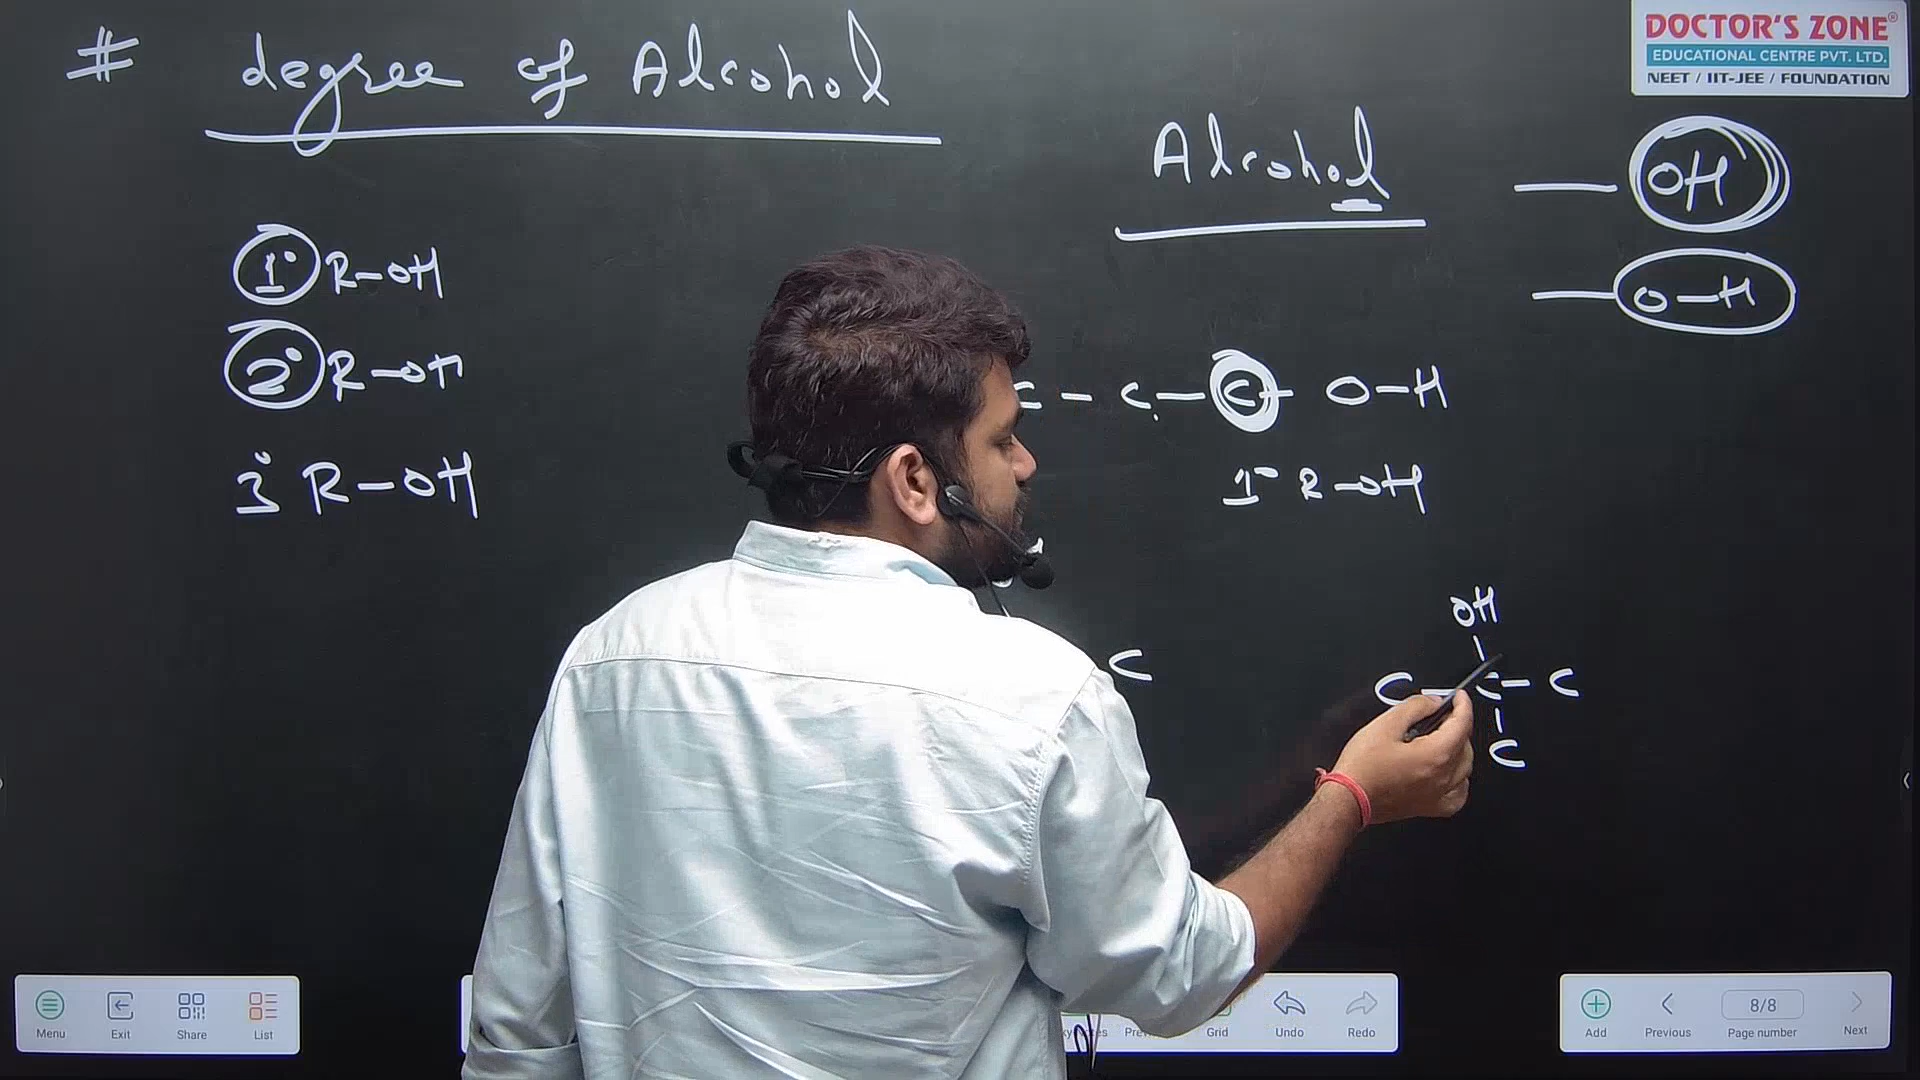 # degree of Alcohol
DOCTOR'S ZONE®
EDUCATIONAL CENTRE PVT. LTD.
NEET / IIT-JEE / FOUNDATION
Alcohol
— OH
— O-H
1° R-OH
2° R-OH
3° R-OH
C - C - C - O-H
1° R-OH
OH
C
C - C - C
C
Menu
Exit
Share
List
Grid
Undo
Redo
Add
Previous
8/8
Page number
Next